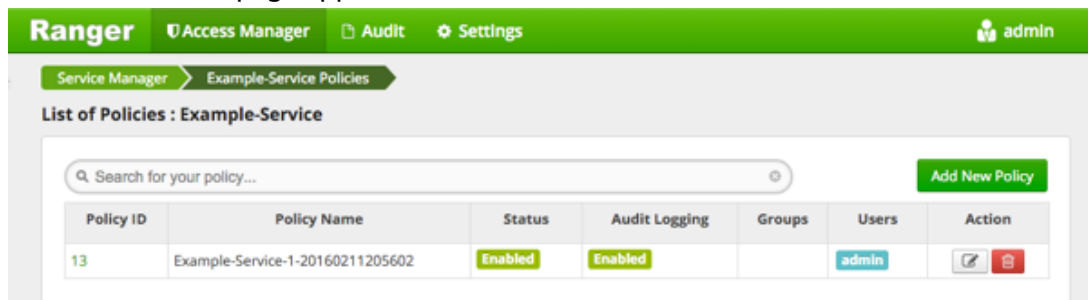 Ranger Access Manager Audit Settings admin
Service Manager Example-Service Policies
List of Policies : Example-Service
Search for your policy... Add New Policy
Policy ID Policy Name Status Audit Logging Groups Users Action
13 Example-Service-1-20160211205602 Enabled Enabled admin